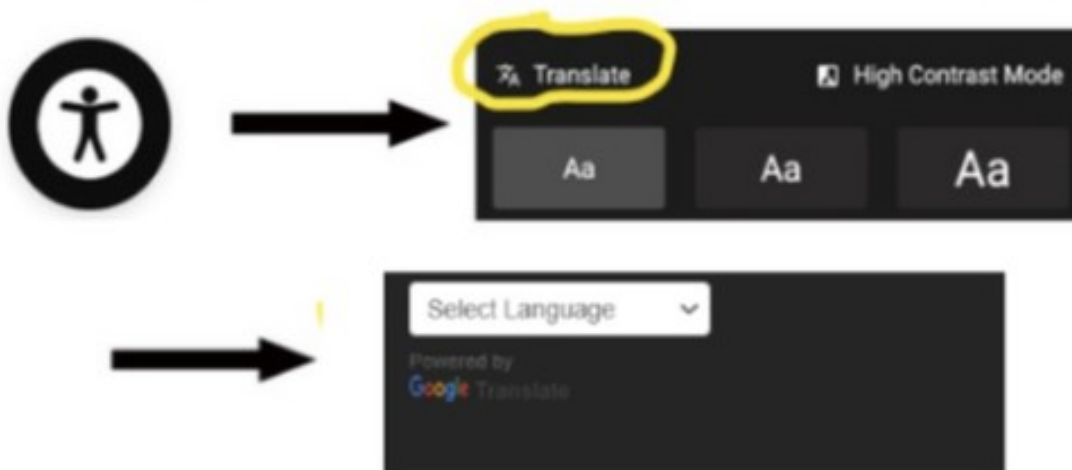 Translate
High Contrast Mode
Aa
Aa
Aa
Select Language
Powered by
Google Translate